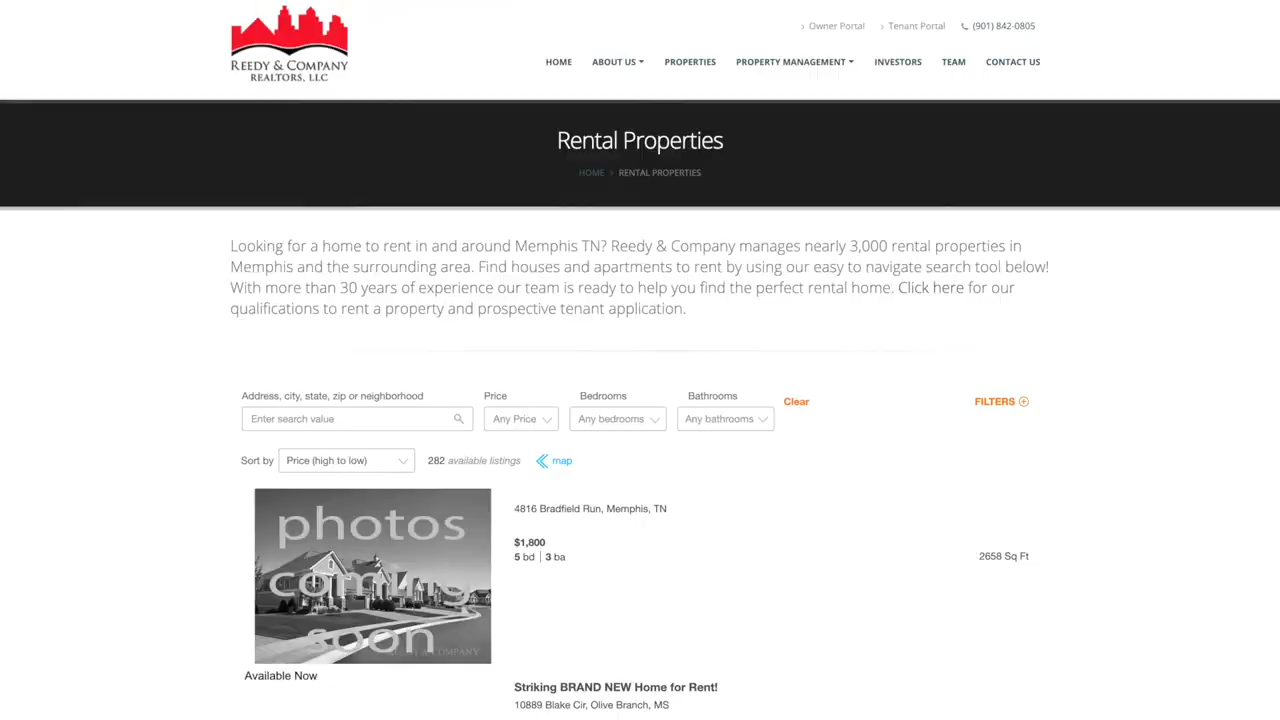 REEDY & COMPANY
REALTORS, LLC
Owner Portal
Tenant Portal
(901) 842-0805
HOME
ABOUT US
PROPERTIES
PROPERTY MANAGEMENT
INVESTORS
TEAM
CONTACT US
Rental Properties
HOME > RENTAL PROPERTIES
Looking for a home to rent in and around Memphis TN? Reedy & Company manages nearly 3,000 rental properties in
Memphis and the surrounding area. Find houses and apartments to rent by using our easy to navigate search tool below!
With more than 30 years of experience our team is ready to help you find the perfect rental home. Click here for our
qualifications to rent a property and prospective tenant application.
Address, city, state, zip or neighborhood
Price
Bedrooms
Bathrooms
Clear
FILTERS
Enter search value
Any Price
Any bedrooms
Any bathrooms
Sort by
Price (high to low)
282 available listings
map
photos
coming
soon
REEDY & COMPANY
Available Now
4816 Bradfield Run, Memphis, TN
$1,800
5 bd | 3 ba
2658 Sq Ft
Striking BRAND NEW Home for Rent!
10889 Blake Cir, Olive Branch, MS